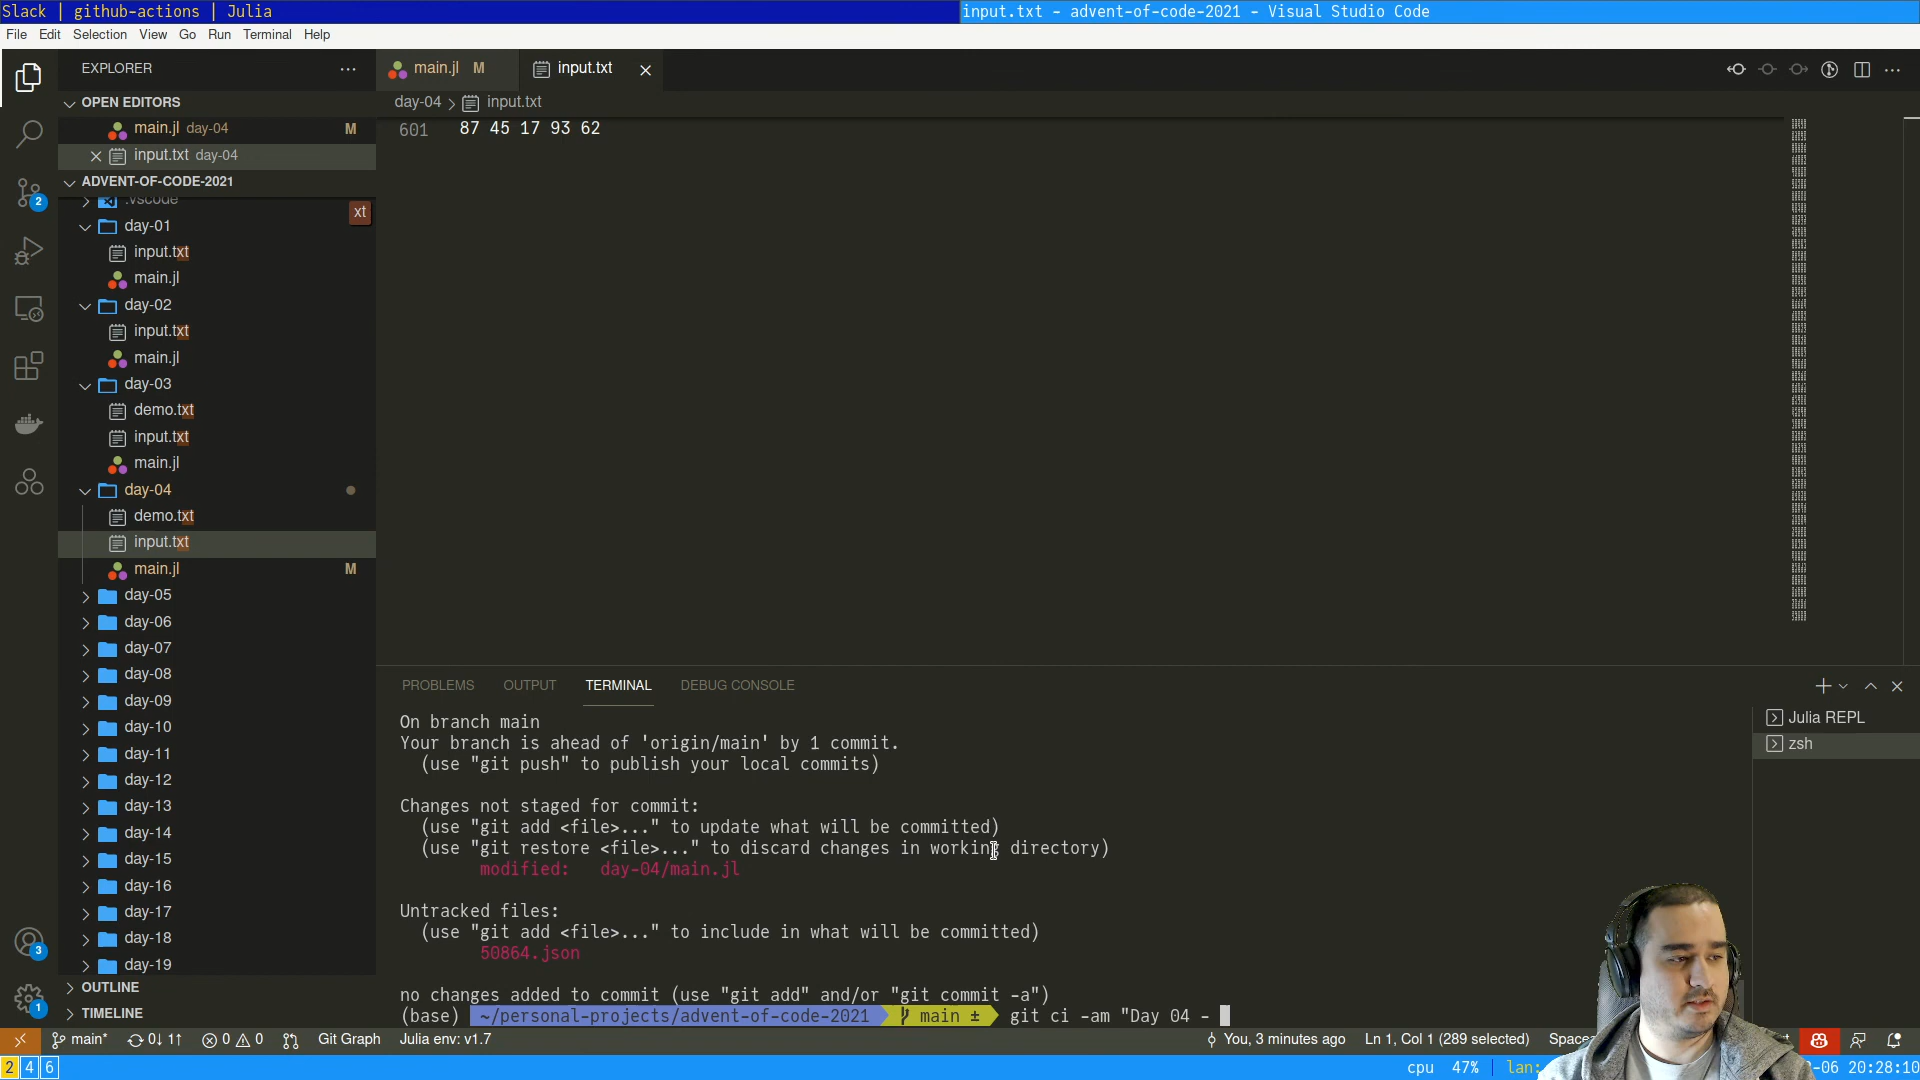 Slack | github-actions | Julia
input.txt - advent-of-code-2021 - Visual Studio Code
File Edit Selection View Go Run Terminal Help
EXPLORER
main.jl M
input.txt
OPEN EDITORS
day-04 > input.txt
main.jl day-04 M
601 87 45 17 93 62
input.txt day-04
ADVENT-OF-CODE-2021
.vscode
xt
day-01
input.txt
main.jl
day-02
input.txt
main.jl
day-03
demo.txt
input.txt
main.jl
day-04
demo.txt
input.txt
main.jl M
day-05
day-06
day-07
day-08
day-09
day-10
day-11
day-12
day-13
day-14
day-15
day-16
day-17
day-18
day-19
OUTLINE
TIMELINE
2
3
1
PROBLEMS OUTPUT TERMINAL DEBUG CONSOLE
Julia REPL
zsh
On branch main
Your branch is ahead of 'origin/main' by 1 commit.
(use "git push" to publish your local commits)
Changes not staged for commit:
(use "git add <file>..." to update what will be committed)
(use "git restore <file>..." to discard changes in working directory)
modified: day-04/main.jl
Untracked files:
(use "git add <file>..." to include in what will be committed)
50864.json
no changes added to commit (use "git add" and/or "git commit -a")
(base) ~/personal-projects/advent-of-code-2021 main ± git ci -am "Day 04 -
main* 0↓ 1↑ 0 0 Git Graph Julia env: v1.7 You, 3 minutes ago Ln 1, Col 1 (289 selected)
2 4 6 cpu 47% | lan: -06 20:28:10